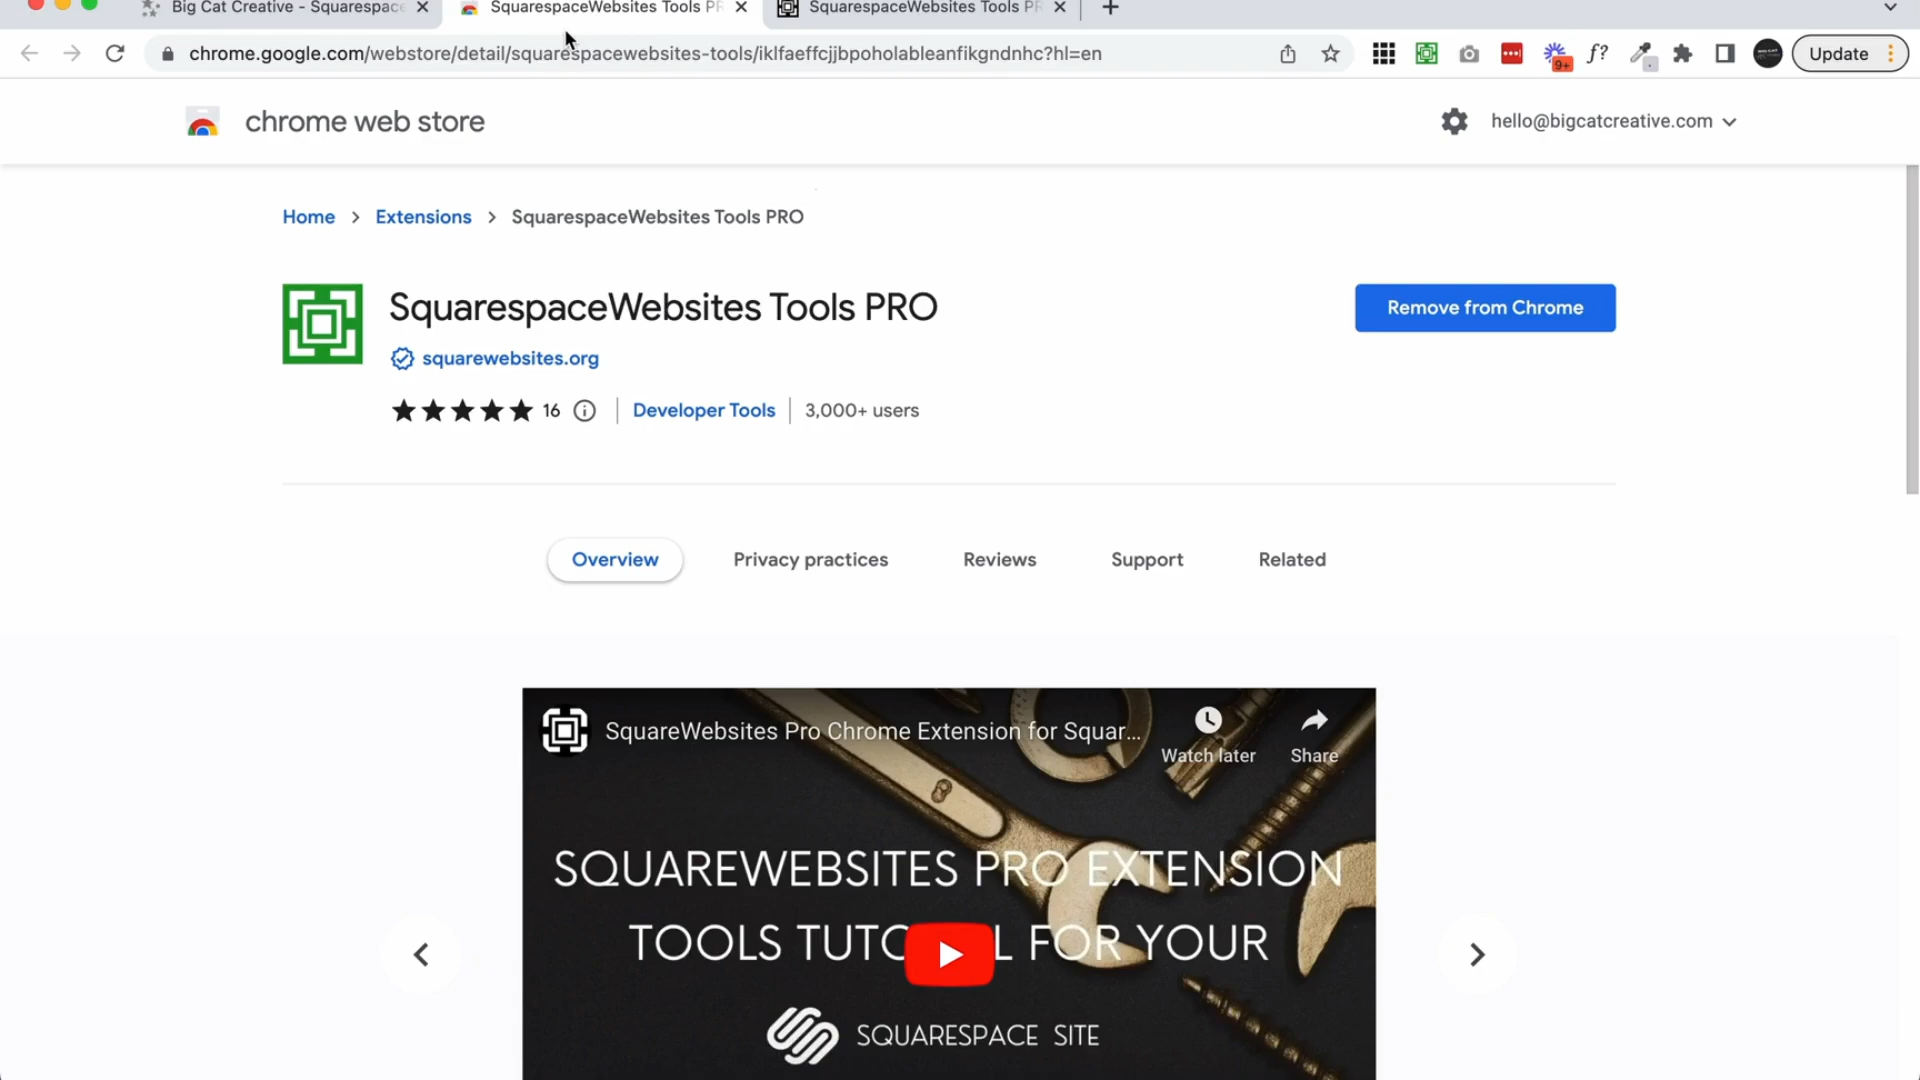 Big Cat Creative - Squarespace
SquarespaceWebsites Tools PR
SquarespaceWebsites Tools PR
chrome.google.com/webstore/detail/squarespacewebsites-tools/iklfaeffcjjbpoholableanfikgndnhc?hl=en
9+
f?
Update
chrome web store
hello@bigcatcreative.com
Home > Extensions > SquarespaceWebsites Tools PRO
SquarespaceWebsites Tools PRO
Remove from Chrome
squarewebsites.org
16 | Developer Tools | 3,000+ users
Overview
Privacy practices
Reviews
Support
Related
SquareWebsites Pro Chrome Extension for Squar...
Watch later
Share
SQUAREWEBSITES PRO EXTENSION
TOOLS TUTO L FOR YOUR
SQUARESPACE SITE